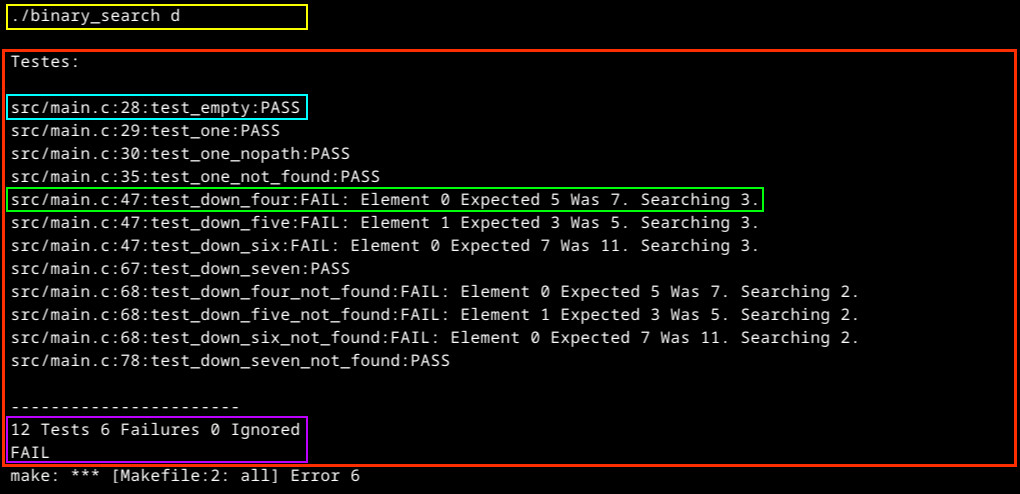 ./binary_search d
Testes:
src/main.c:28:test_empty:PASS
src/main.c:29:test_one:PASS
src/main.c:30:test_one_nopath:PASS
src/main.c:35:test_one_not_found:PASS
src/main.c:47:test_down_four:FAIL: Element 0 Expected 5 Was 7. Searching 3.
src/main.c:47:test_down_five:FAIL: Element 1 Expected 3 Was 5. Searching 3.
src/main.c:47:test_down_six:FAIL: Element 0 Expected 7 Was 11. Searching 3.
src/main.c:67:test_down_seven:PASS
src/main.c:68:test_down_four_not_found:FAIL: Element 0 Expected 5 Was 7. Searching 2.
src/main.c:68:test_down_five_not_found:FAIL: Element 1 Expected 3 Was 5. Searching 2.
src/main.c:68:test_down_six_not_found:FAIL: Element 0 Expected 7 Was 11. Searching 2.
src/main.c:78:test_down_seven_not_found:PASS
-----------------------
12 Tests 6 Failures 0 Ignored
FAIL
make: *** [Makefile:2: all] Error 6